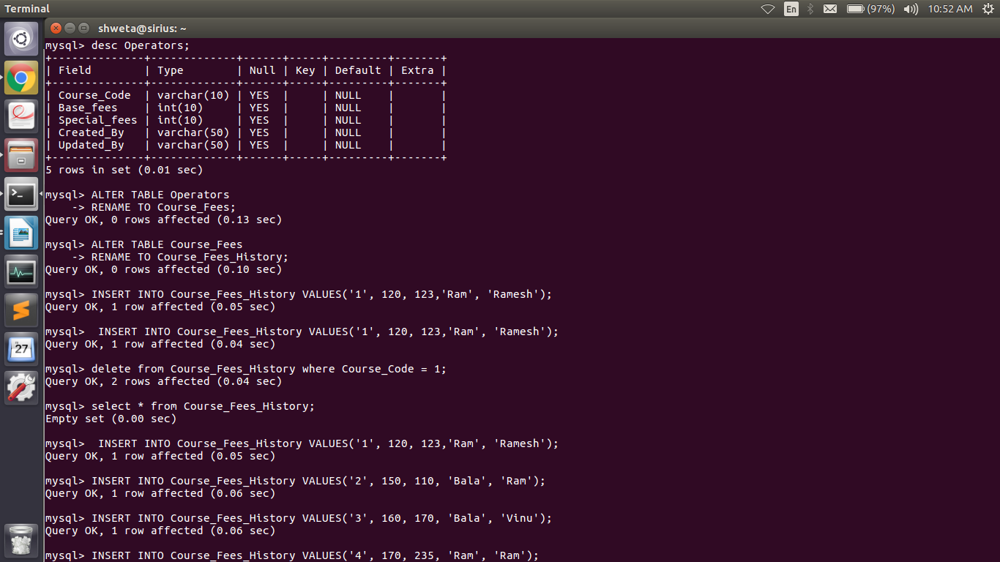 Terminal
En
(97%)
10:52 AM
shweta@sirius: ~
mysql> desc Operators;
+--------------+-------------+------+-----+---------+-------+
| Field        | Type        | Null | Key | Default | Extra |
+--------------+-------------+------+-----+---------+-------+
| Course_Code  | varchar(10) | YES  |     | NULL    |       |
| Base_fees    | int(10)     | YES  |     | NULL    |       |
| Special_fees | int(10)     | YES  |     | NULL    |       |
| Created_By   | varchar(50) | YES  |     | NULL    |       |
| Updated_By   | varchar(50) | YES  |     | NULL    |       |
+--------------+-------------+------+-----+---------+-------+
5 rows in set (0.01 sec)
mysql> ALTER TABLE Operators
    -> RENAME TO Course_Fees;
Query OK, 0 rows affected (0.13 sec)
mysql> ALTER TABLE Course_Fees
    -> RENAME TO Course_Fees_History;
Query OK, 0 rows affected (0.10 sec)
mysql> INSERT INTO Course_Fees_History VALUES('1', 120, 123,'Ram', 'Ramesh');
Query OK, 1 row affected (0.05 sec)
mysql>  INSERT INTO Course_Fees_History VALUES('1', 120, 123,'Ram', 'Ramesh');
Query OK, 1 row affected (0.04 sec)
mysql> delete from Course_Fees_History where Course_Code = 1;
Query OK, 2 rows affected (0.04 sec)
mysql> select * from Course_Fees_History;
Empty set (0.00 sec)
mysql>  INSERT INTO Course_Fees_History VALUES('1', 120, 123,'Ram', 'Ramesh');
Query OK, 1 row affected (0.05 sec)
mysql> INSERT INTO Course_Fees_History VALUES('2', 150, 110, 'Bala', 'Ram');
Query OK, 1 row affected (0.06 sec)
mysql> INSERT INTO Course_Fees_History VALUES('3', 160, 170, 'Bala', 'Vinu');
Query OK, 1 row affected (0.06 sec)
mysql> INSERT INTO Course_Fees_History VALUES('4', 170, 235, 'Ram', 'Ram');
>_
27